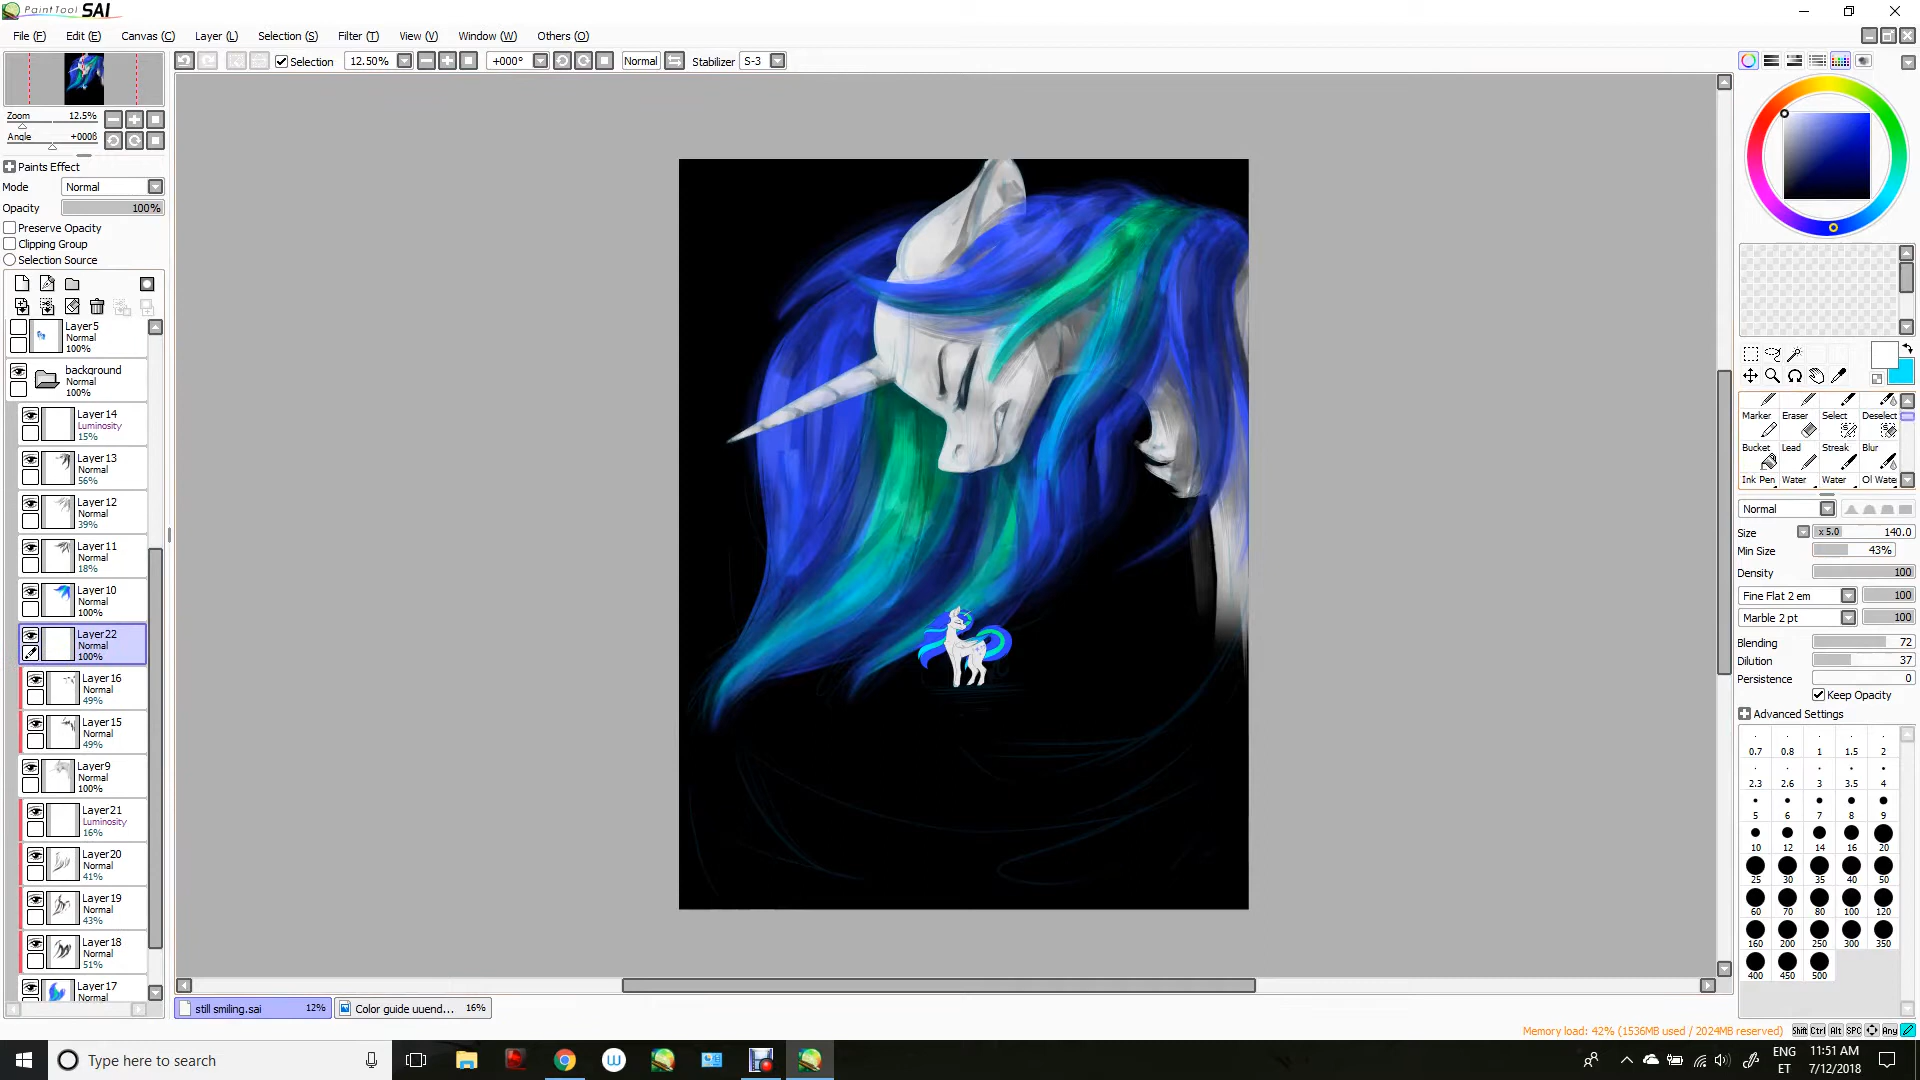 PaintTool SAI
File (F) Edit (E) Canvas (C) Layer (L) Selection (S) Filter (T) View (V) Window (W) Others (O)
Selection 12.50% +000° Normal Stabilizer S-3
Zoom 12.5%
Angle +000ß
Paints Effect
Mode Normal
Opacity 100%
Preserve Opacity
Clipping Group
Selection Source
Layer5
Normal
100%
background
Normal
100%
Layer14
Luminosity
15%
Layer13
Normal
56%
Layer12
Normal
39%
Layer11
Normal
18%
Layer10
Normal
100%
Layer22
Normal
100%
Layer16
Normal
49%
Layer15
Normal
49%
Layer9
Normal
100%
Layer21
Luminosity
16%
Layer20
Normal
41%
Layer19
Normal
43%
Layer18
Normal
51%
Layer17
Normal
still smiling.sai 12% Color guide uuend... 16%
Marker Eraser Select Deselect
Bucket Lead Streak Blur
Ink Pen Water Water Ol Wate
Normal
Size x 5.0 140.0
Min Size 43%
Density 100
Fine Flat 2 em 100
Marble 2 pt 100
Blending 72
Dilution 37
Persistence 0
Keep Opacity
Advanced Settings
0.7 0.8 1 1.5 2
2.3 2.6 3 3.5 4
5 6 7 8 9
10 12 14 16 20
25 30 35 40 50
60 70 80 100 120
160 200 250 300 350
400 450 500
Memory load: 42% (1536MB used / 2024MB reserved) Shift Ctrl Alt SPC Any
Type here to search
ENG
ET
11:51 AM
7/12/2018